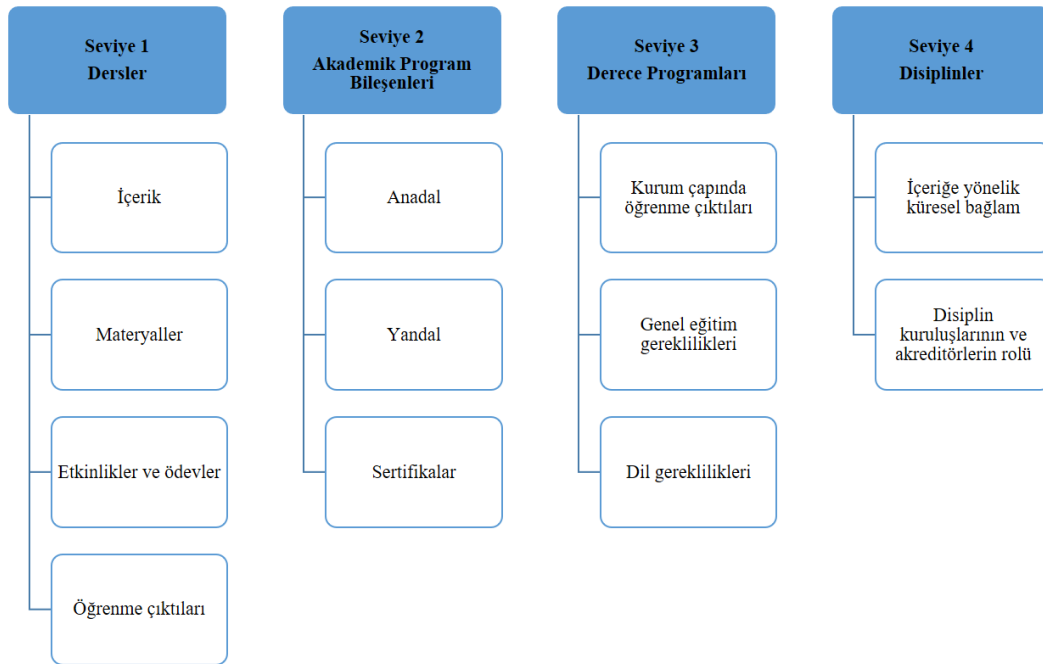 Seviye 1
Dersler
İçerik
Materyaller
Etkinlikler ve ödevler
Öğrenme çıktıları
Seviye 2
Akademik Program
Bileşenleri
Anadal
Yandal
Sertifikalar
Seviye 3
Derece Programları
Kurum çapında
öğrenme çıktıları
Genel eğitim
gereklilikleri
Dil gereklilikleri
Seviye 4
Disiplinler
İçeriğe yönelik
küresel bağlam
Disiplin
kuruluşlarının ve
akreditörlerin rolü